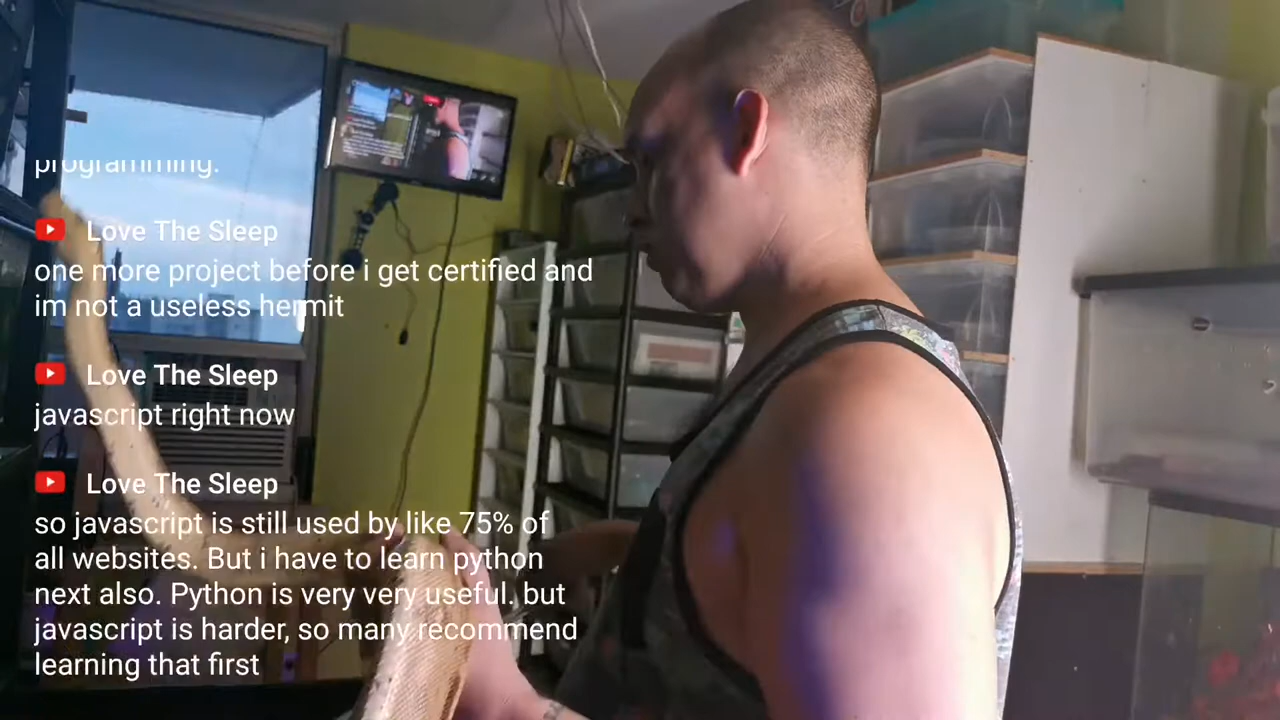 programming.
Love The Sleep
one more project before i get certified and
im not a useless hermit
Love The Sleep
javascript right now
Love The Sleep
so javascript is still used by like 75% of
all websites. But i have to learn python
next also. Python is very very useful. but
javascript is harder, so many recommend
learning that first